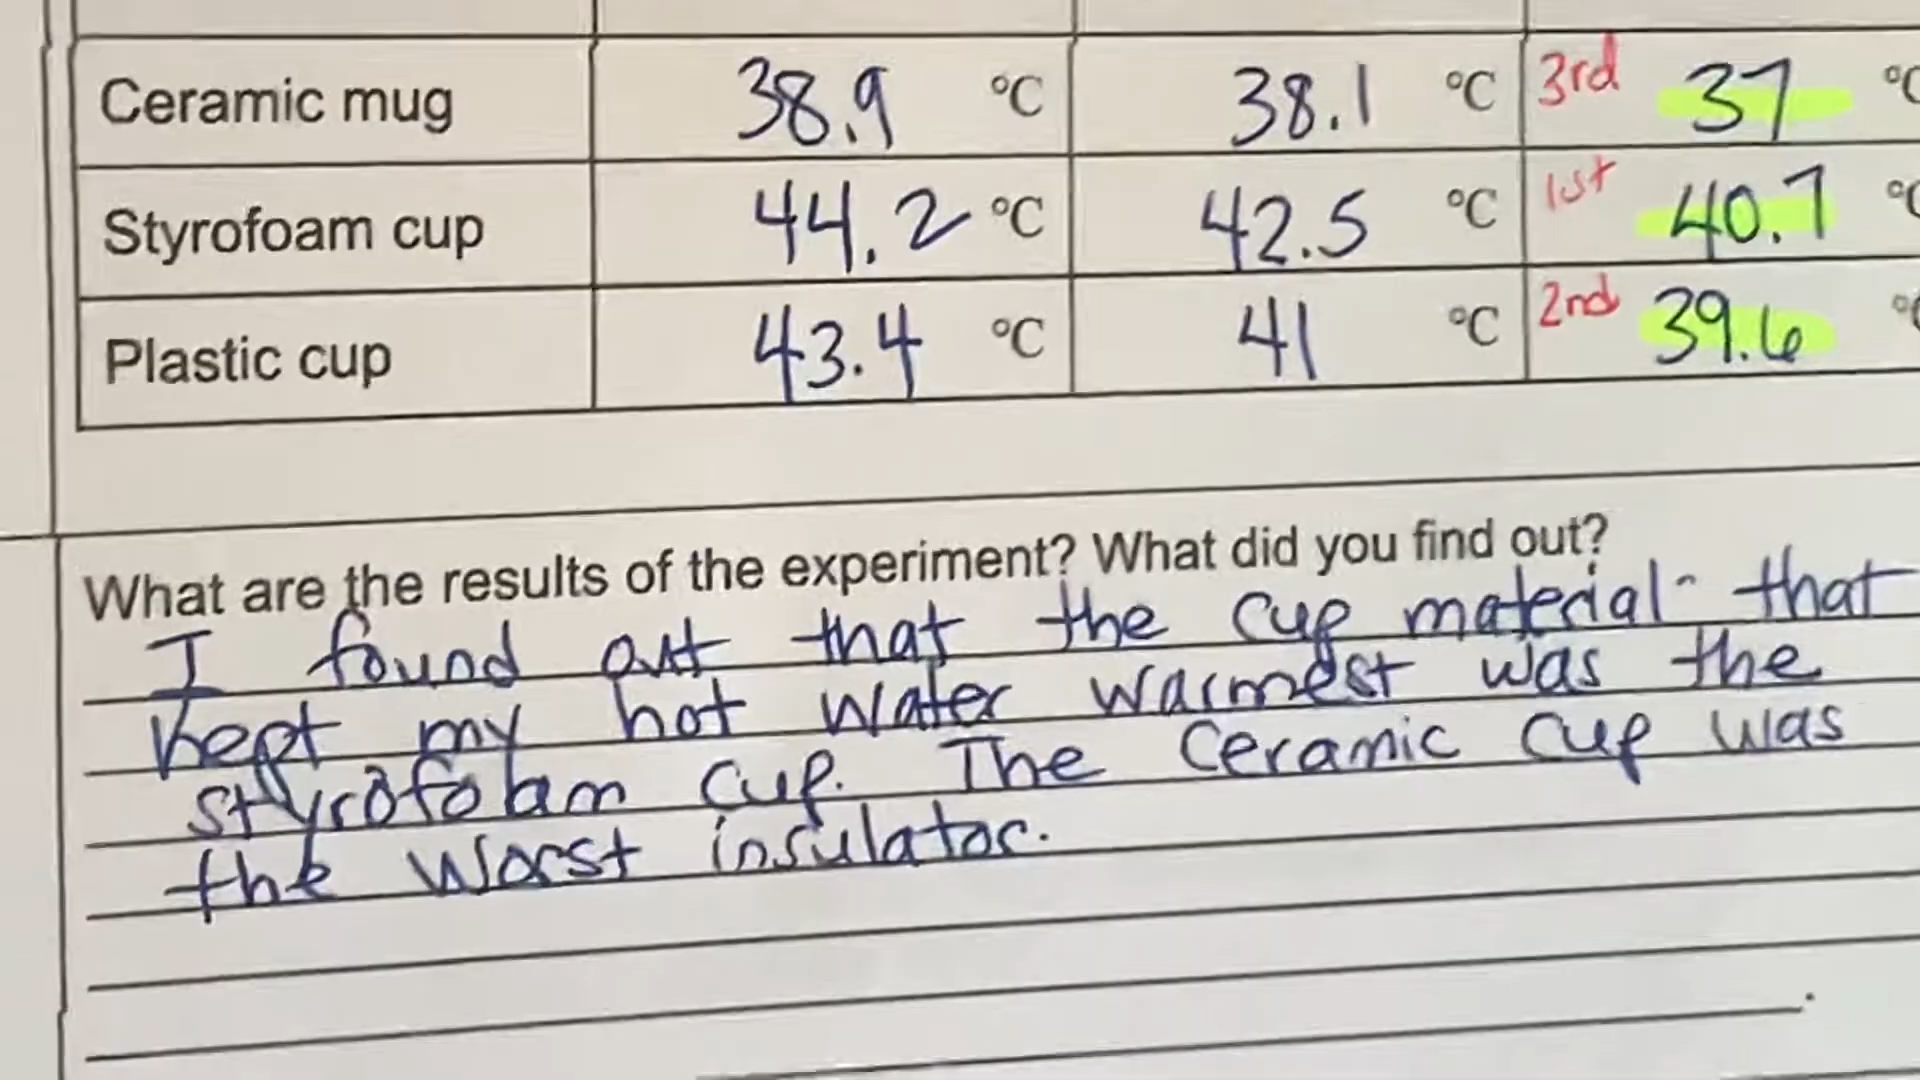 Ceramic mug 38.9 °C 38.1 °C 3rd 37 °C
Styrofoam cup 44.2 °C 42.5 °C 1st 40.7 °C
Plastic cup 43.4 °C 41 °C 2nd 39.6 °C
What are the results of the experiment? What did you find out?
I found out that the cup material that
kept my hot water warmest was the
styrofoam cup. The ceramic cup was
the worst insulator.